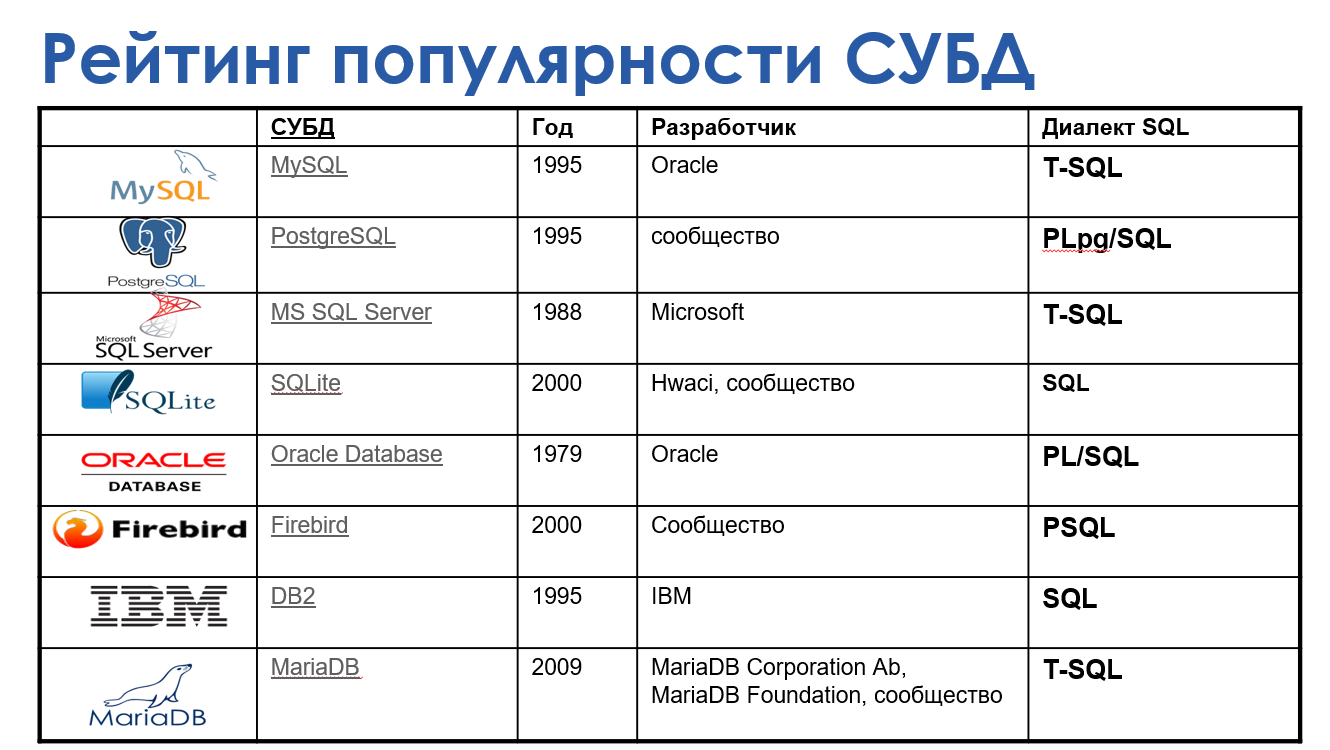 Рейтинг популярности СУБД
СУБД Год Разработчик Диалект SQL
MySQL MySQL 1995 Oracle T-SQL
PostgreSQL PostgreSQL 1995 сообщество PLpg/SQL
Microsoft
SQL Server MS SQL Server 1988 Microsoft T-SQL
SQLite SQLite 2000 Hwaci, сообщество SQL
ORACLE
DATABASE Oracle Database 1979 Oracle PL/SQL
Firebird Firebird 2000 Сообщество PSQL
IBM DB2 1995 IBM SQL
MariaDB MariaDB 2009 MariaDB Corporation Ab,
MariaDB Foundation, сообщество T-SQL